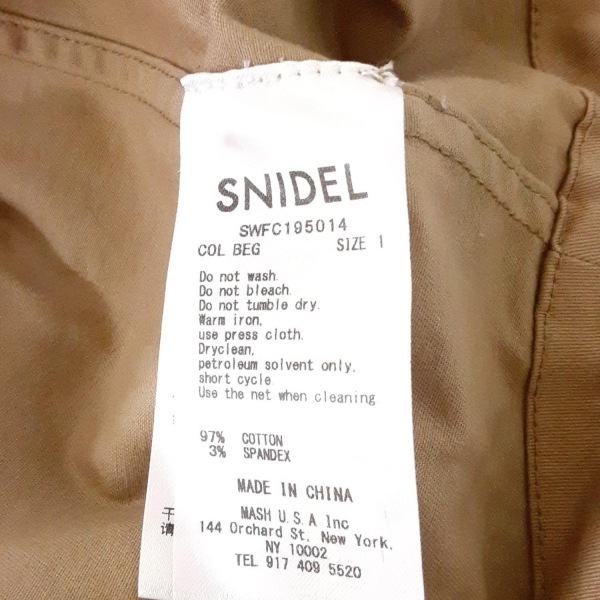 SNIDEL
SWFC195014
COL BEG SIZE 1
Do not wash.
Do not bleach.
Do not tumble dry.
Warm iron,
use press cloth.
Dryclean,
petroleum solvent only,
short cycle.
Use the net when cleaning
97% COTTON
3% SPANDEX
MADE IN CHINA
MASH U.S.A Inc
144 Orchard St. New York,
NY 10002
TEL 917 409 5520
干
请